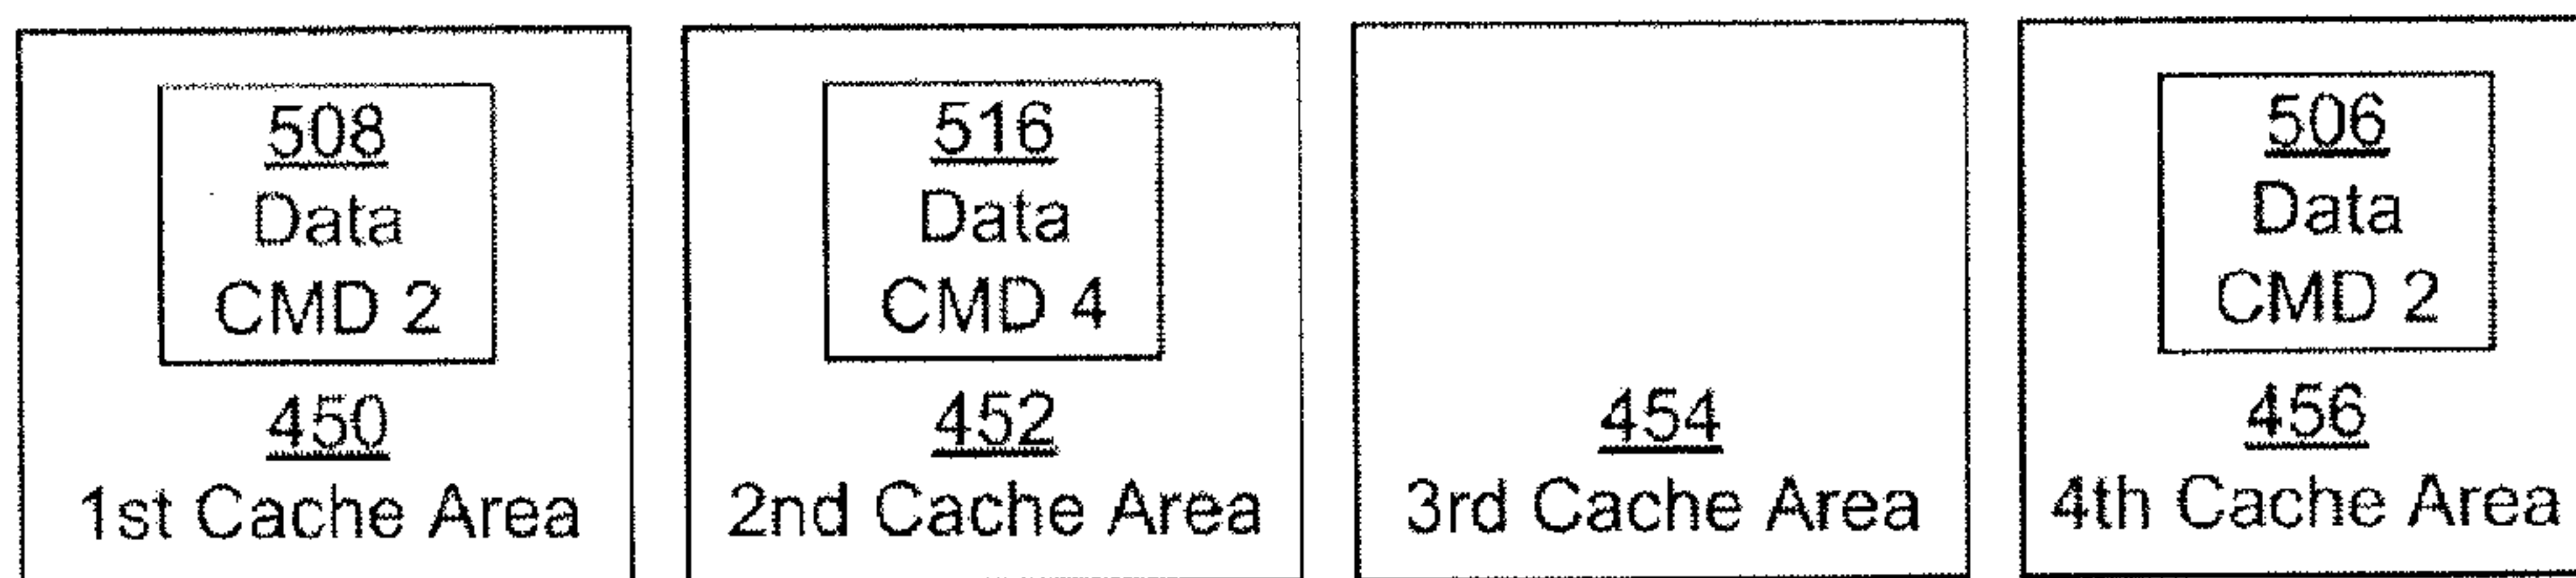 508
Data
CMD 2
450
1st Cache Area
516
Data
CMD 4
452
2nd Cache Area
454
3rd Cache Area
506
Data
CMD 2
456
4th Cache Area